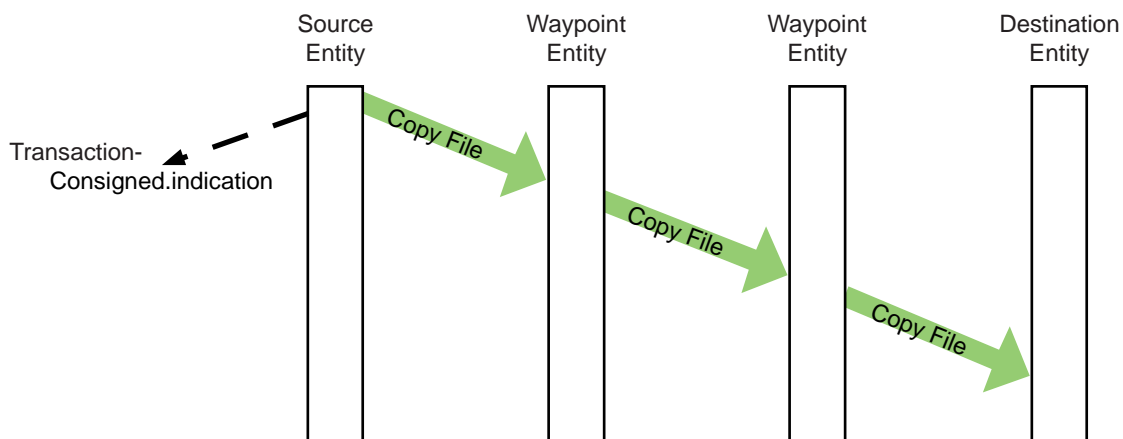 Source
Entity
Waypoint
Entity
Waypoint
Entity
Destination
Entity
Copy File
Transaction-
Consigned.indication
Copy File
Copy File